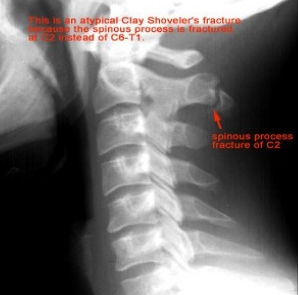 This is an atypical Clay Shoveler's fracture
because the spinous process is fractured
at C2 instead of C6-T1.
spinous process
fracture of C2